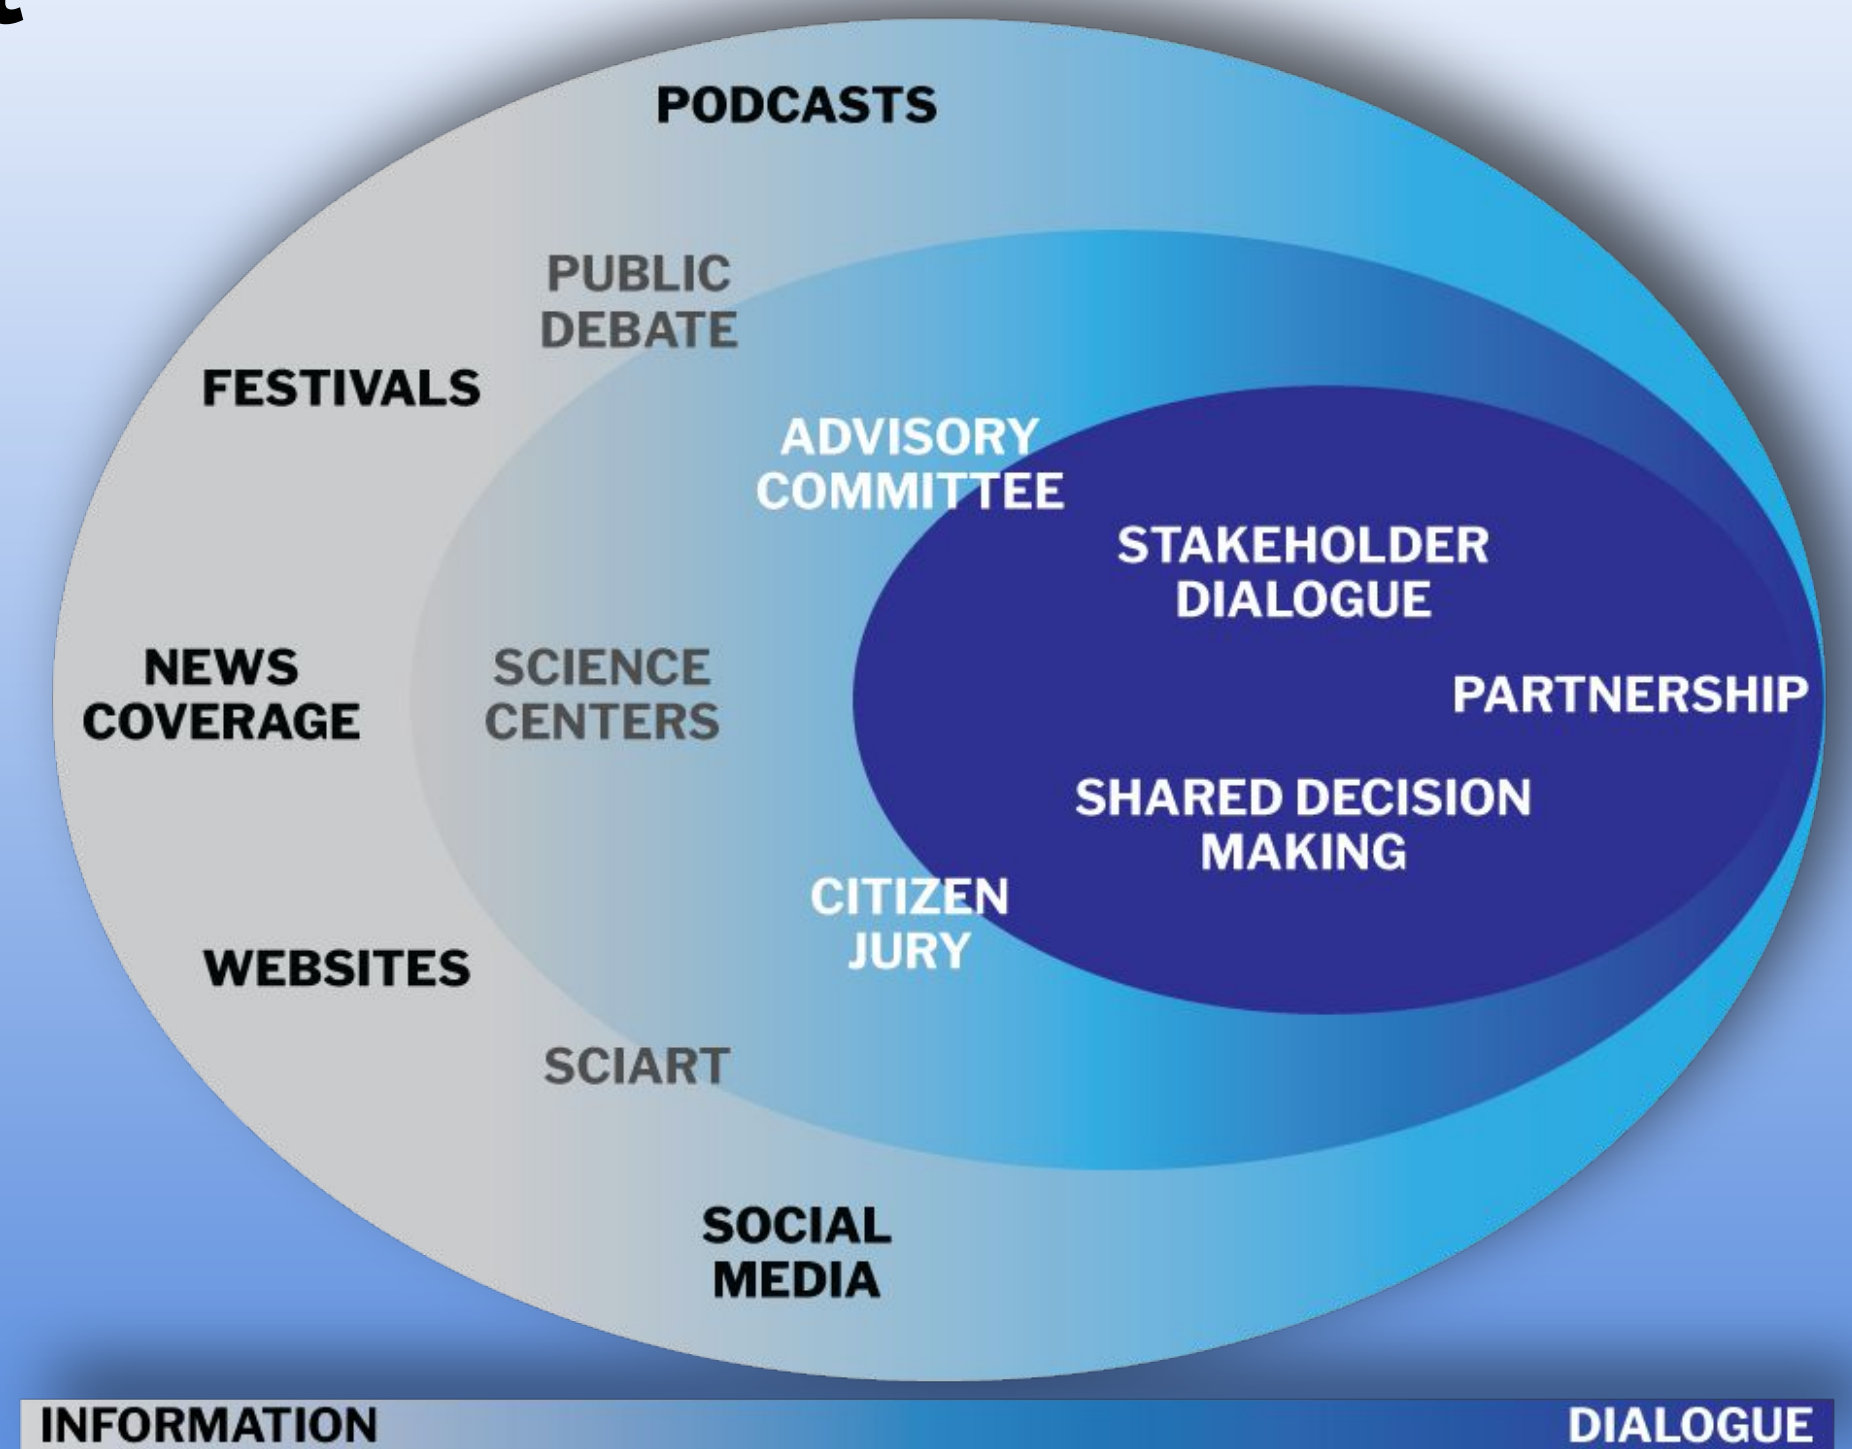 t
PODCASTS
PUBLIC
DEBATE
FESTIVALS
ADVISORY
COMMITTEE
STAKEHOLDER
DIALOGUE
NEWS
COVERAGE
SCIENCE
CENTERS
PARTNERSHIP
SHARED DECISION
MAKING
CITIZEN
JURY
WEBSITES
SCIART
SOCIAL
MEDIA
INFORMATION
DIALOGUE